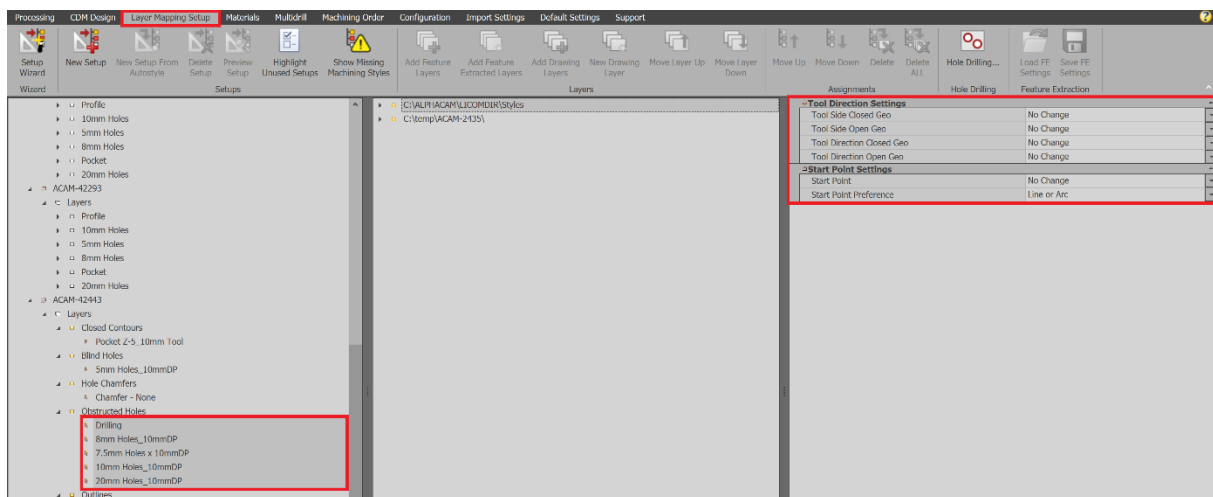 Processing CDM Design Layer Mapping Setup Materials Multidrill Machining Order Configuration Import Settings Default Settings Support
Setup Wizard New Setup New Setup From Autostyle Delete Setup Preview Setup Highlight Unused Setups Show Missing Machining Styles Add Feature Layers Add Feature Extracted Layers Add Drawing Layers New Drawing Layer Move Layer Up Move Layer Down Move Up Move Down Delete Delete ALL Hole Drilling... Load FE Settings Save FE Settings
Wizard Setups Layers Assignments Hole Drilling Feature Extraction
Profile
10mm Holes
5mm Holes
8mm Holes
Pocket
20mm Holes
ACAM-42293
Layers
Profile
10mm Holes
5mm Holes
8mm Holes
Pocket
20mm Holes
ACAM-42443
Layers
Closed Contours
Pocket Z-5_10mm Tool
Blind Holes
5mm Holes_10mmDP
Hole Chamfers
Chamfer - None
Obstructed Holes
Drilling
8mm Holes_10mmDP
7.5mm Holes x 10mmDP
10mm Holes_10mmDP
20mm Holes_10mmDP
Outlines
C:\ALPHACAM\LICOMDIR\Styles
C:\temp\ACAM-2435\
Tool Direction Settings
Tool Side Closed Geo No Change
Tool Side Open Geo No Change
Tool Direction Closed Geo No Change
Tool Direction Open Geo No Change
Start Point Settings
Start Point No Change
Start Point Preference Line or Arc